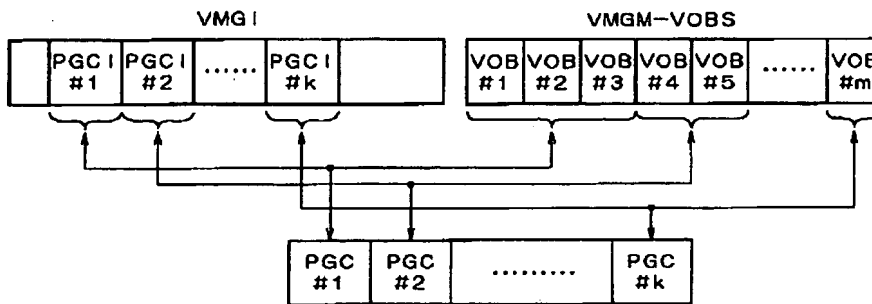 VMGI VMGM-VOBS
PGCI PGCI ...... PGCI VOB VOB VOB VOB VOB ...... VOB
#1 #2 #k #1 #2 #3 #4 #5 #m
PGC PGC ......... PGC
#1 #2 #k